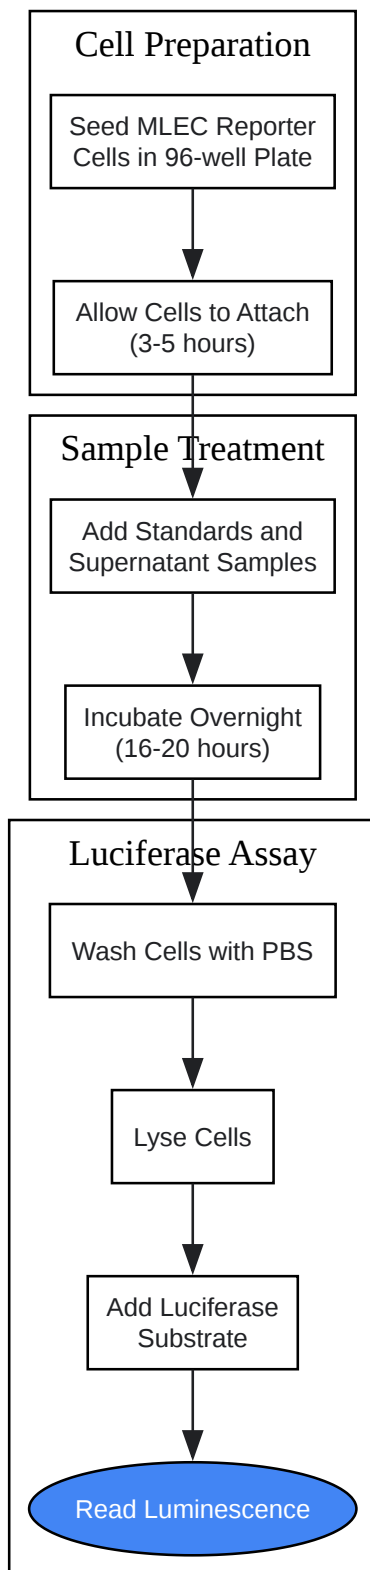 Cell Preparation
Seed MLEC Reporter
Cells in 96-well Plate
Allow Cells to Attach
(3-5 hours)
Sample Treatment
Add Standards and
Supernatant Samples
Incubate Overnight
(16-20 hours)
Luciferase Assay
Wash Cells with PBS
Lyse Cells
Add Luciferase
Substrate
Read Luminescence